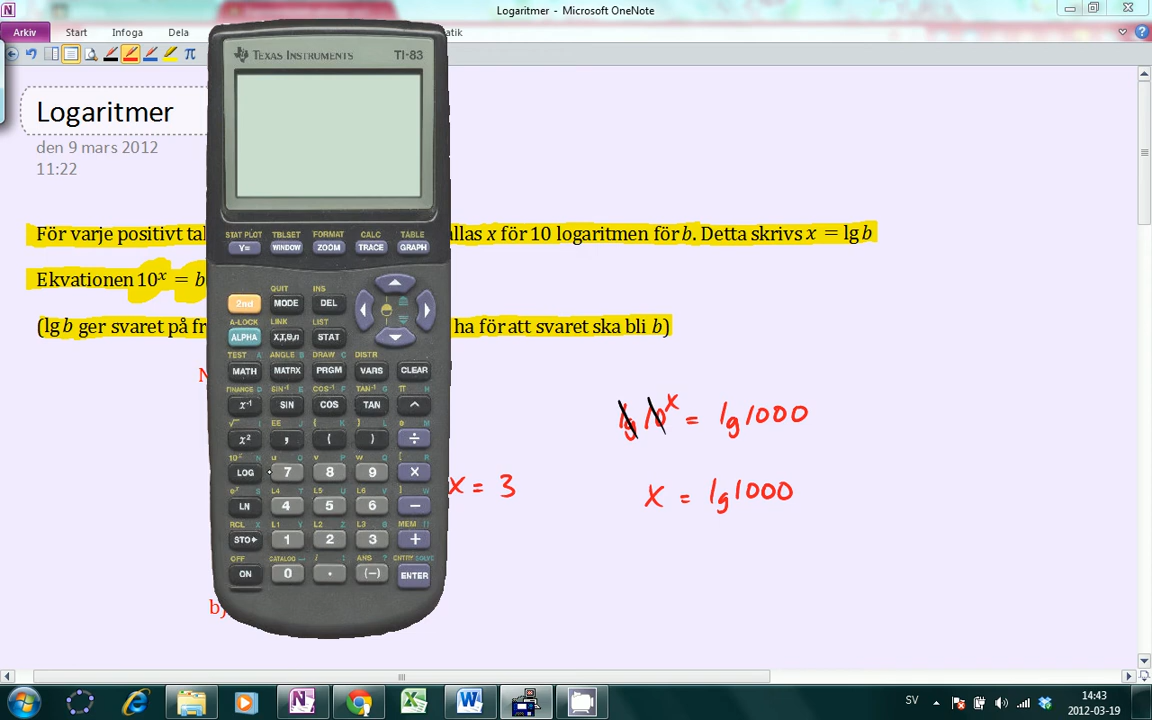 Logaritmer - Microsoft OneNote
Arkiv Start Infoga Dela
Logaritmer
den 9 mars 2012
11:22
För varje positivt tal
allas x för 10 logaritmen för b. Detta skrivs x = lg b
Ekvationen 10^x = b
(lg b ger svaret på fr
ha för att svaret ska bli b)
N
lg 10^x = lg1000
x = 3
x = lg1000
b)
TEXAS INSTRUMENTS TI-83
STAT PLOT TBLSET FORMAT CALC TABLE
Y= WINDOW ZOOM TRACE GRAPH
QUIT INS
2nd MODE DEL
A-LOCK LINK LIST
ALPHA X,T,Θ,n STAT
TEST A ANGLE B DRAW C DISTR
MATH MATRX PRGM VARS CLEAR
FINANCE D SIN⁻¹ E COS⁻¹ F TAN⁻¹ G π H
x⁻¹ SIN COS TAN ^
√ I EE J { K } L e M
x² , ( ) ÷
10ˣ N u O v P w Q [ R
LOG 7 8 9 ×
eˣ S L4 T L5 U L6 V ] W
LN 4 5 6 −
RCL X L1 Y L2 Z L3 θ MEM "
STO▸ 1 2 3 +
OFF CATALOG i : ANS ? ENTRY SOLVE
ON 0 . (−) ENTER
SV 14:43
2012-03-19